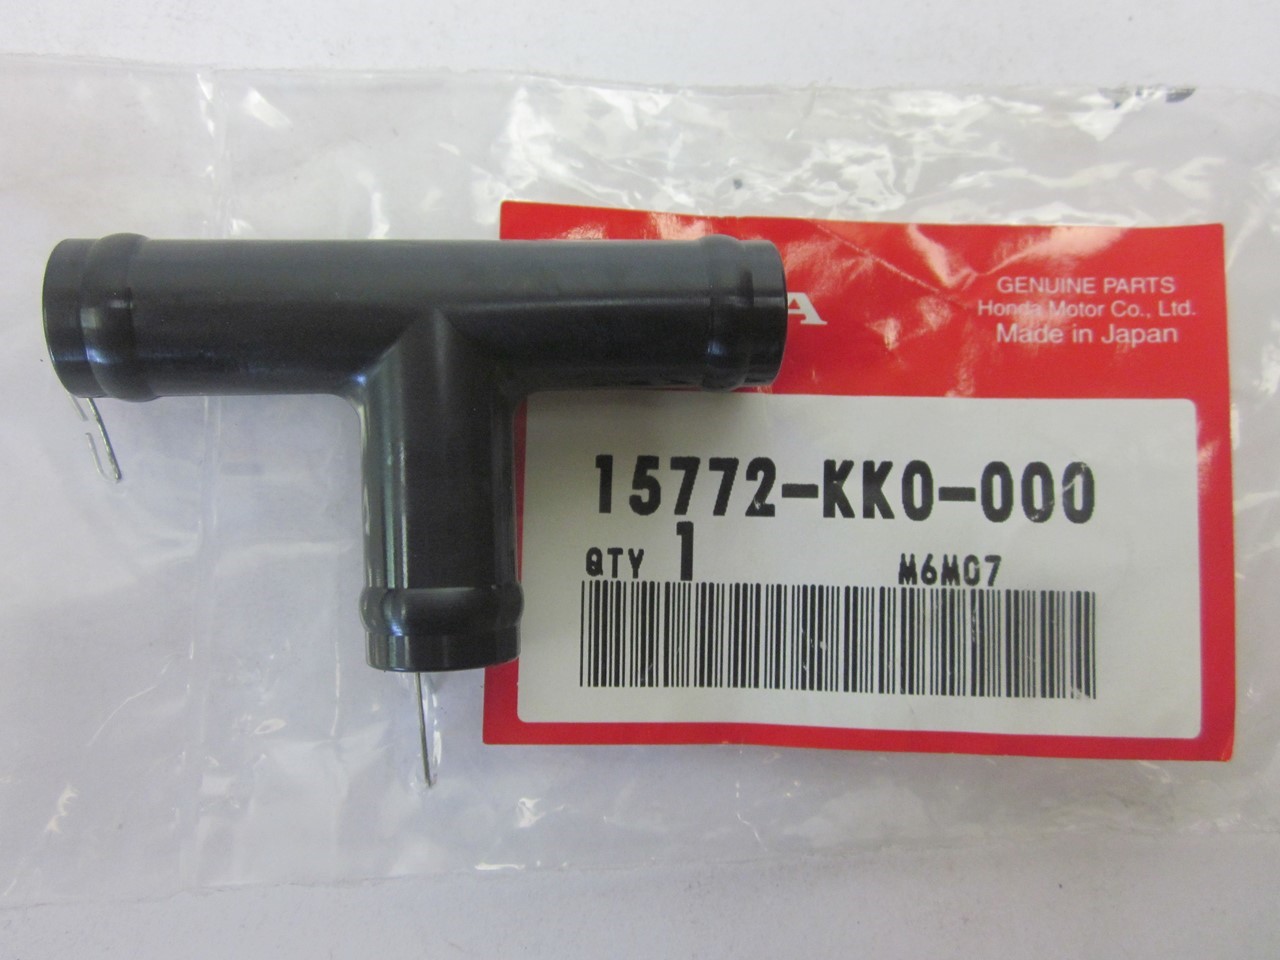 A
GENUINE PARTS
Honda Motor Co., Ltd.
Made in Japan
15772-KK0-000
QTY 1 M6M07